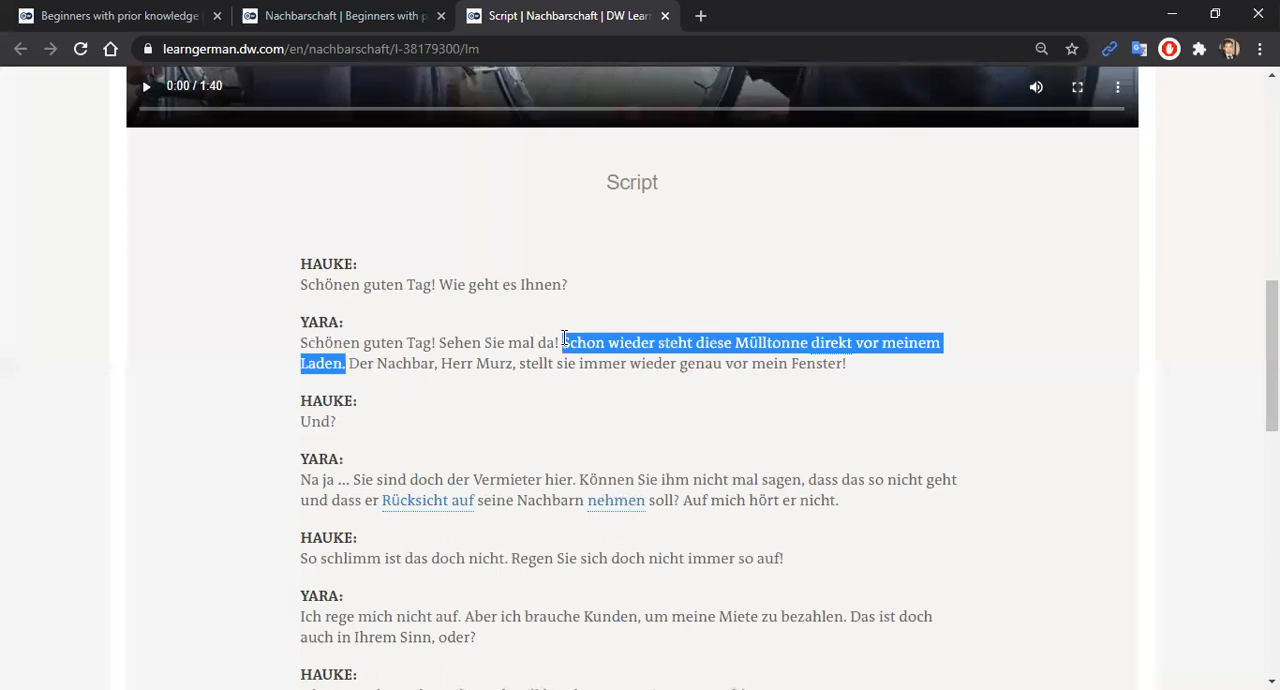 Beginners with prior knowledge
Nachbarschaft | Beginners with p
Script | Nachbarschaft | DW Lear
learngerman.dw.com/en/nachbarschaft/l-38179300/lm
0:00 / 1:40
Script
HAUKE:
Schönen guten Tag! Wie geht es Ihnen?
YARA:
Schönen guten Tag! Sehen Sie mal da! Schon wieder steht diese Mülltonne direkt vor meinem
Laden. Der Nachbar, Herr Murz, stellt sie immer wieder genau vor mein Fenster!
HAUKE:
Und?
YARA:
Na ja ... Sie sind doch der Vermieter hier. Können Sie ihm nicht mal sagen, dass das so nicht geht
und dass er Rücksicht auf seine Nachbarn nehmen soll? Auf mich hört er nicht.
HAUKE:
So schlimm ist das doch nicht. Regen Sie sich doch nicht immer so auf!
YARA:
Ich rege mich nicht auf. Aber ich brauche Kunden, um meine Miete zu bezahlen. Das ist doch
auch in Ihrem Sinn, oder?
HAUKE: